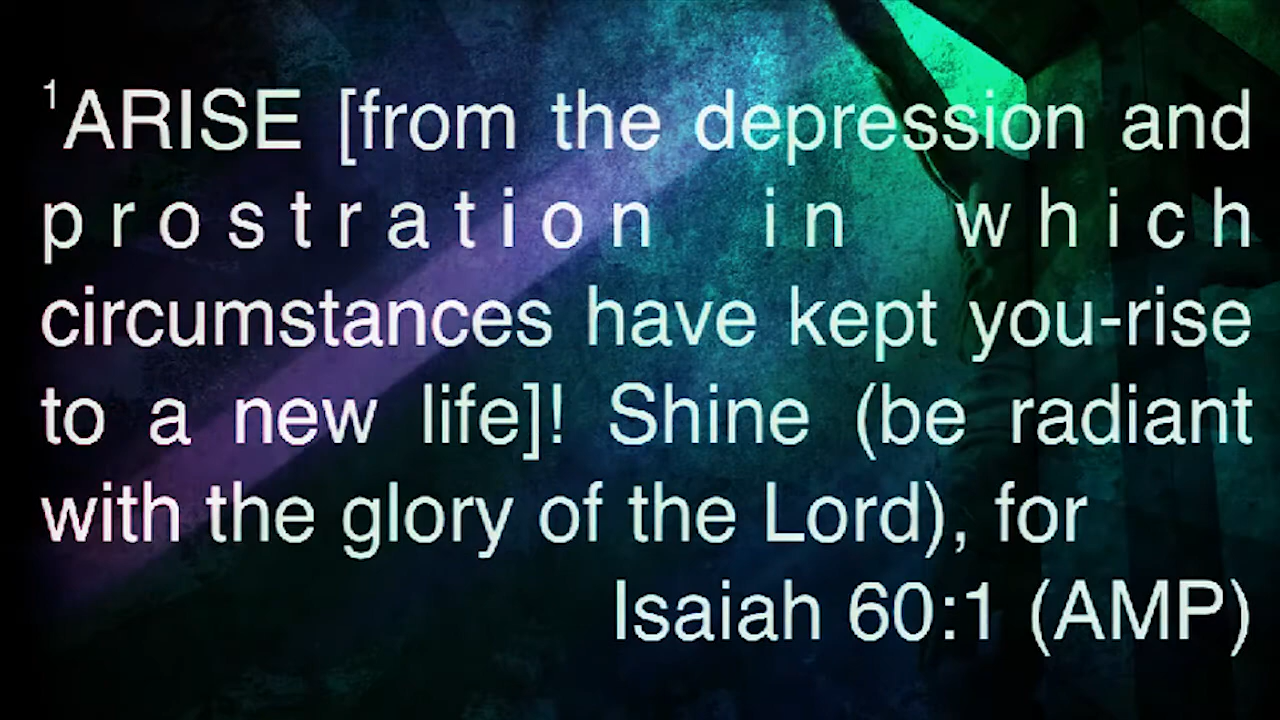 ¹ARISE [from the depression and
prostration in which
circumstances have kept you-rise
to a new life]! Shine (be radiant
with the glory of the Lord), for
Isaiah 60:1 (AMP)